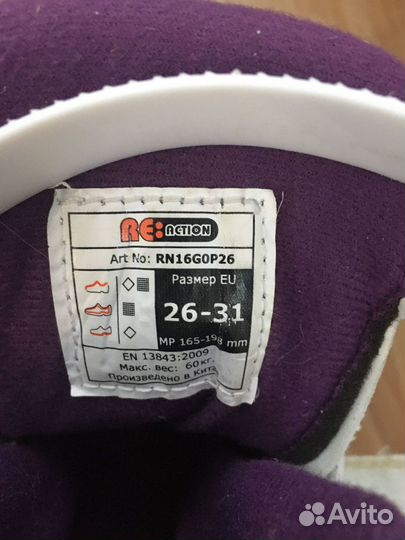 RE:ACTION
Art No: RN16G0P26
Размер EU
26-31
MP 165-198 mm
EN 13843:2009
Макс. вес: 60кг.
Произведено в Кита
Avito